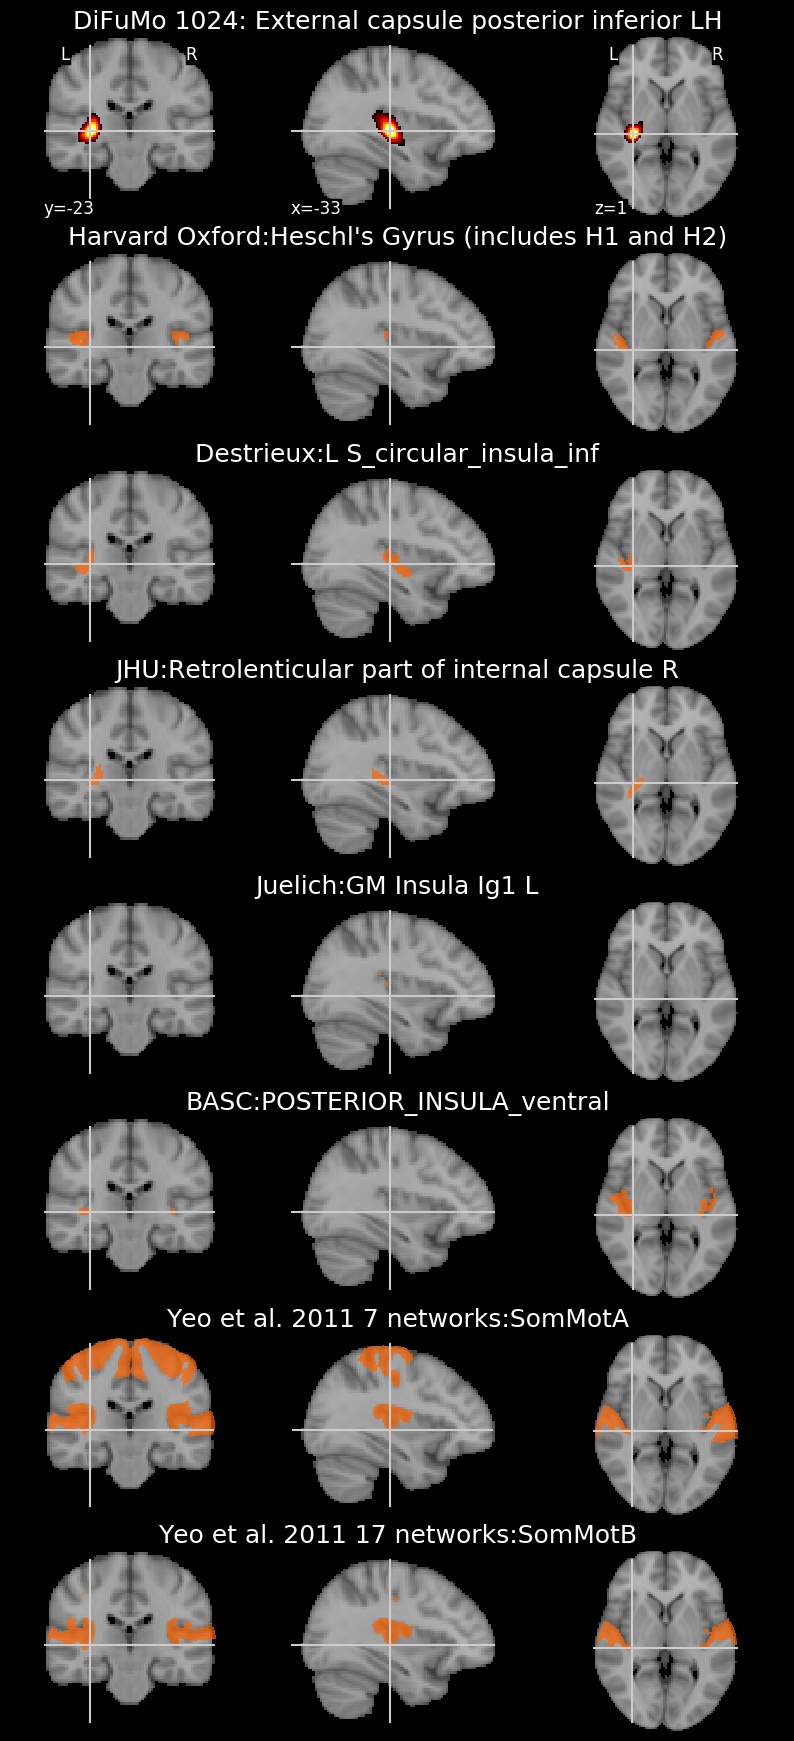 DiFuMo 1024: External capsule posterior inferior LH
L R L R
y=-23 x=-33 z=1
Harvard Oxford:Heschl's Gyrus (includes H1 and H2)
Destrieux:L S_circular_insula_inf
JHU:Retrolenticular part of internal capsule R
Juelich:GM Insula Ig1 L
BASC:POSTERIOR_INSULA_ventral
Yeo et al. 2011 7 networks:SomMotA
Yeo et al. 2011 17 networks:SomMotB